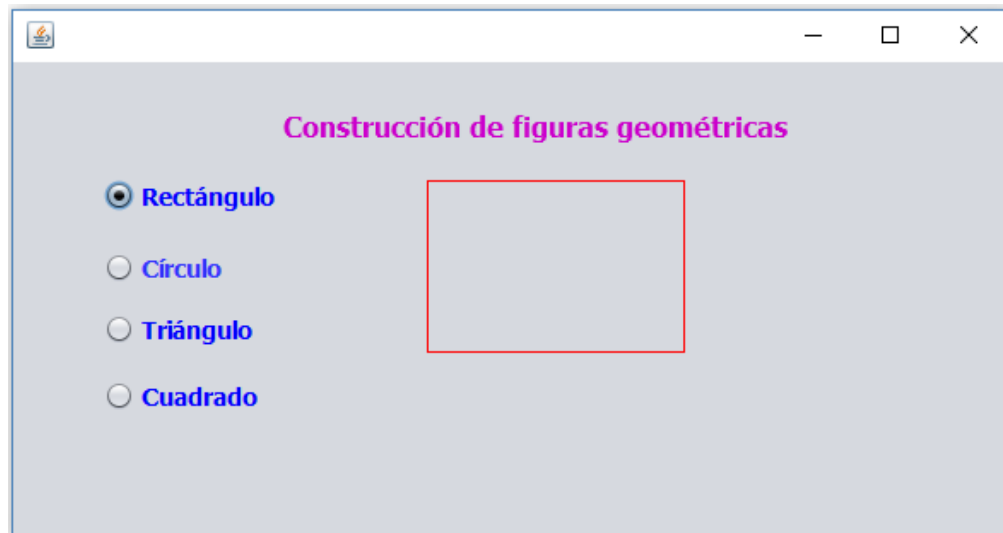 Construcción de figuras geométricas
Rectángulo
Círculo
Triángulo
Cuadrado